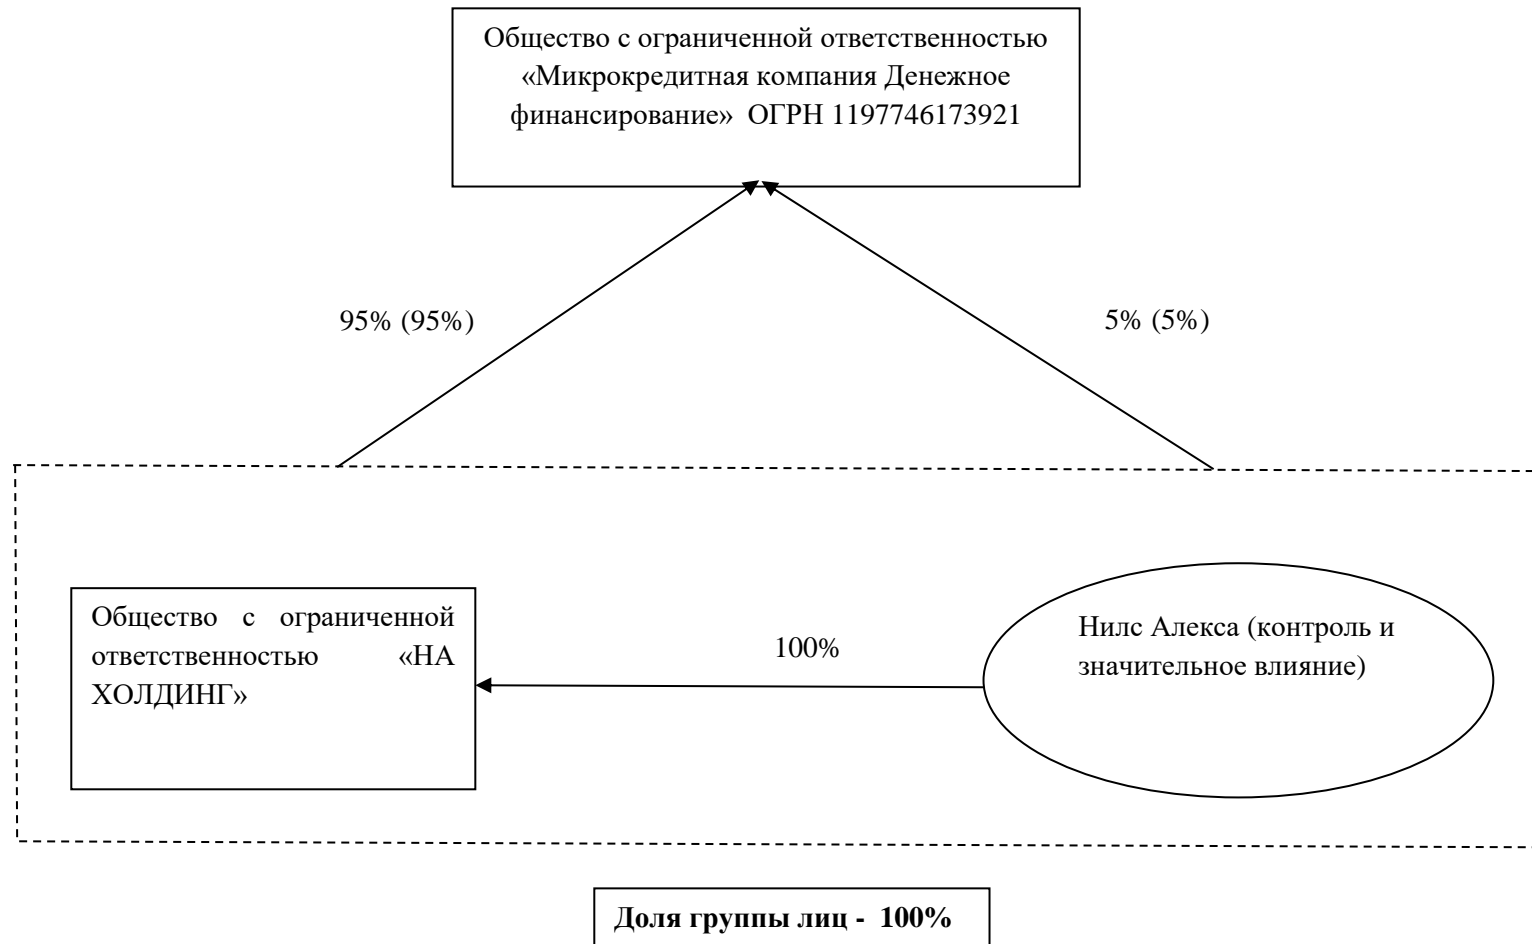 Общество с ограниченной ответственностью
«Микрокредитная компания Денежное
финансирование» ОГРН 1197746173921
95% (95%)
5% (5%)
Общество с ограниченной
ответственностью «НА
ХОЛДИНГ»
100%
Нилс Алекса (контроль и
значительное влияние)
Доля группы лиц - 100%